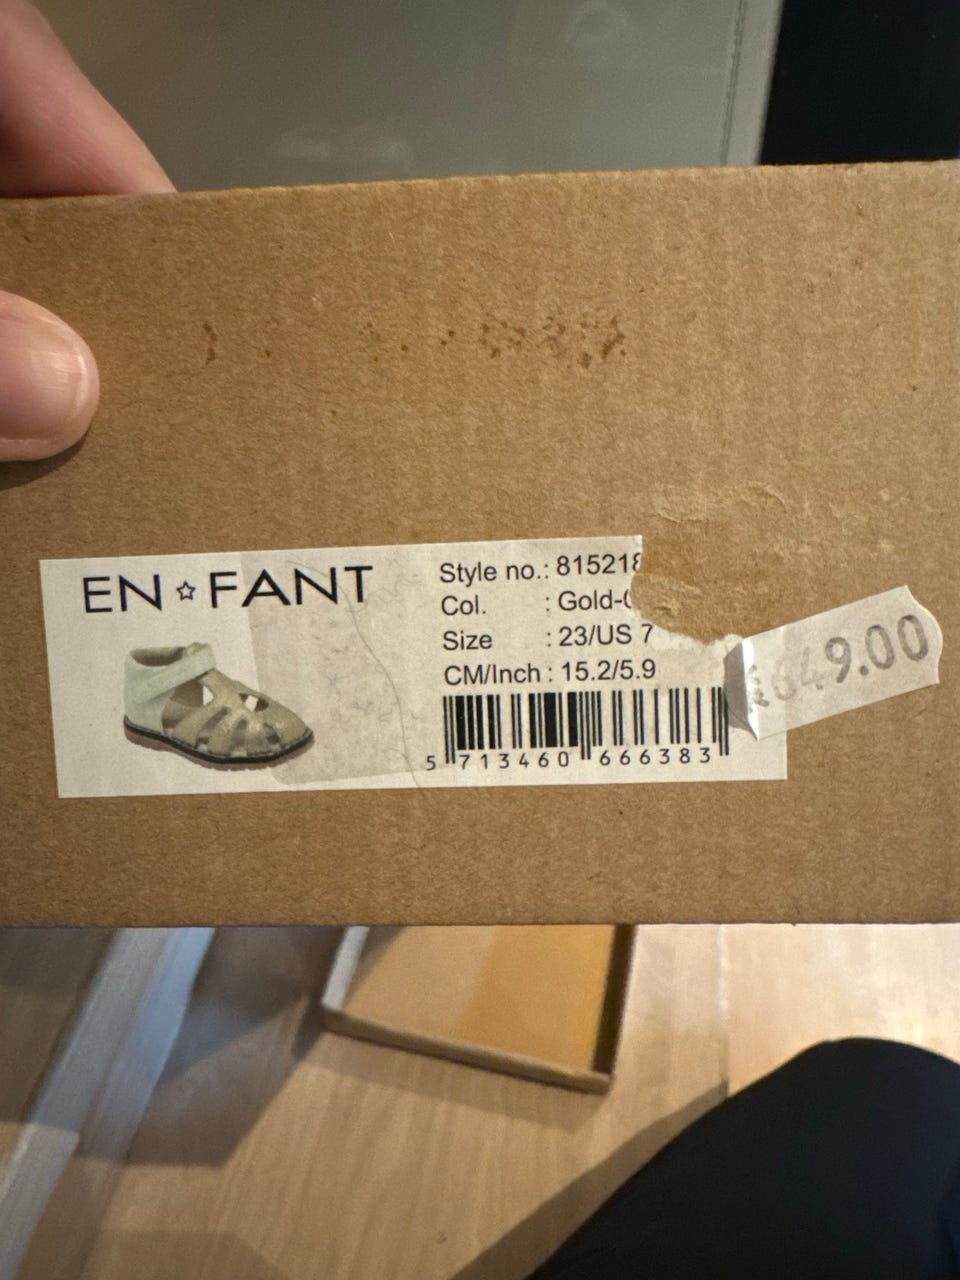 EN☆FANT
Style no.: 815218
Col. : Gold-
Size : 23/US 7
CM/Inch : 15.2/5.9
5 713460 666383
649.00